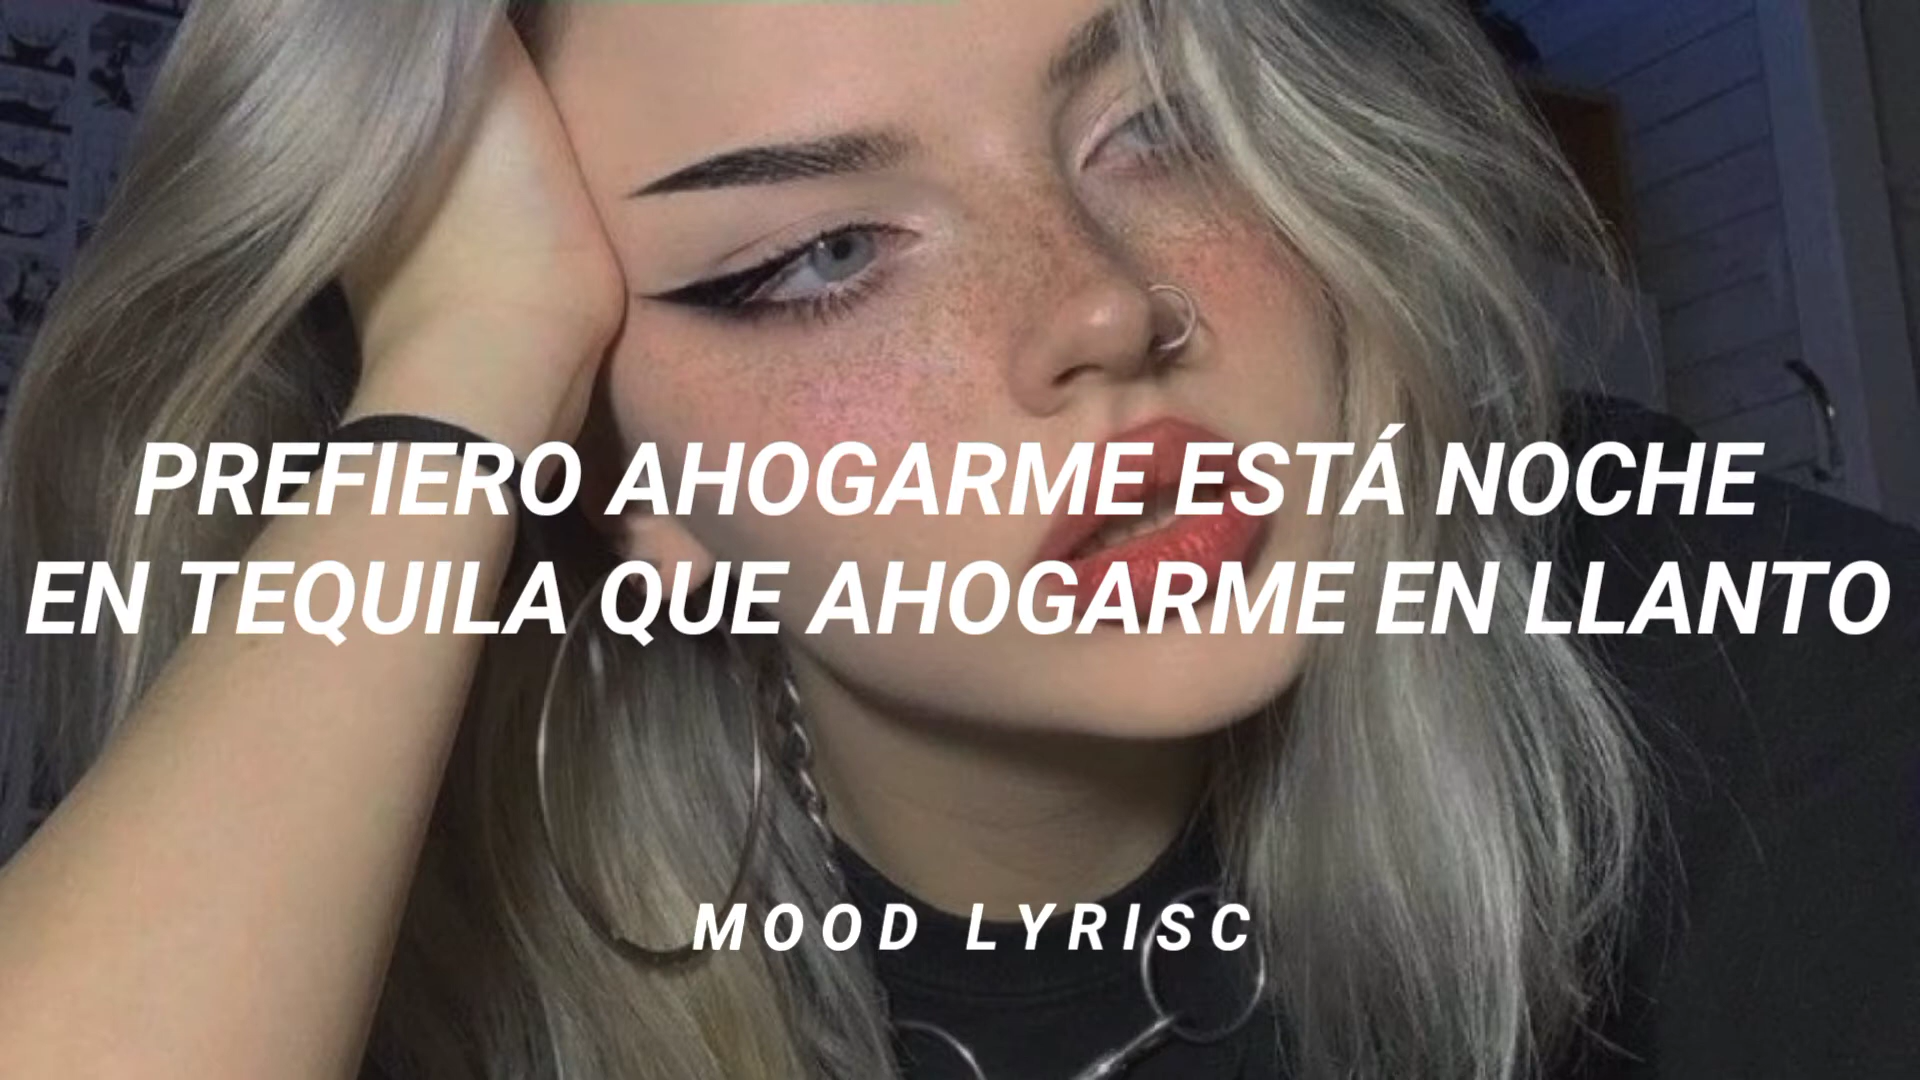 PREFIERO AHOGARME ESTÁ NOCHE
EN TEQUILA QUE AHOGARME EN LLANTO
MOOD LYRISC